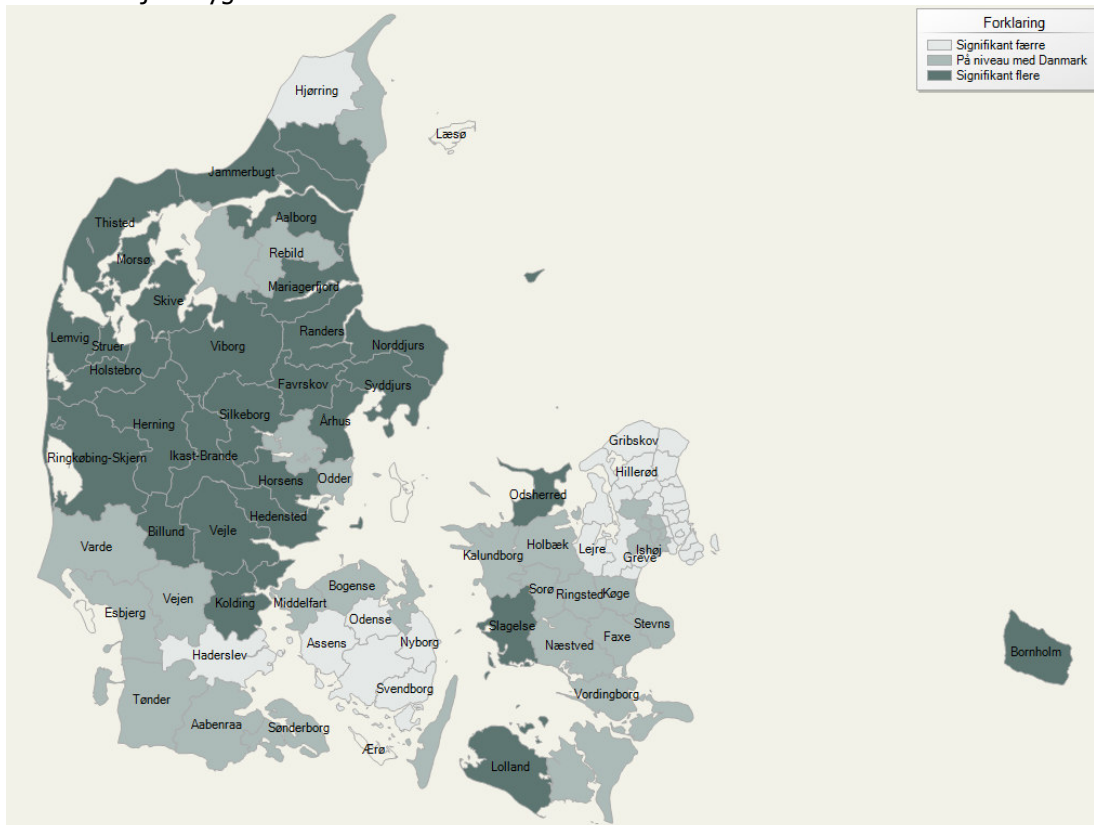 Forklaring
Signifikant færre
På niveau med Danmark
Signifikant flere
Hjørring
Læsø
Jammerbugt
Thisted
Aalborg
Morsø
Rebild
Mariagerfjord
Skive
Lemvig
Struer
Viborg
Randers
Norddjurs
Holstebro
Favrskov
Syddjurs
Herning
Silkeborg
Århus
Ringkøbing-Skjern
Ikast-Brande
Horsens
Odder
Gribskov
Hillerød
Odsherred
Hedensted
Billund
Vejle
Varde
Holbæk
Kalundborg
Lejre
Ishøj
Greve
Esbjerg
Vejen
Kolding
Middelfart
Bogense
Sorø
Ringsted
Køge
Odense
Slagelse
Stevns
Assens
Nyborg
Næstved
Faxe
Haderslev
Bornholm
Svendborg
Tønder
Vordingborg
Aabenraa
Sønderborg
Ærø
Lolland